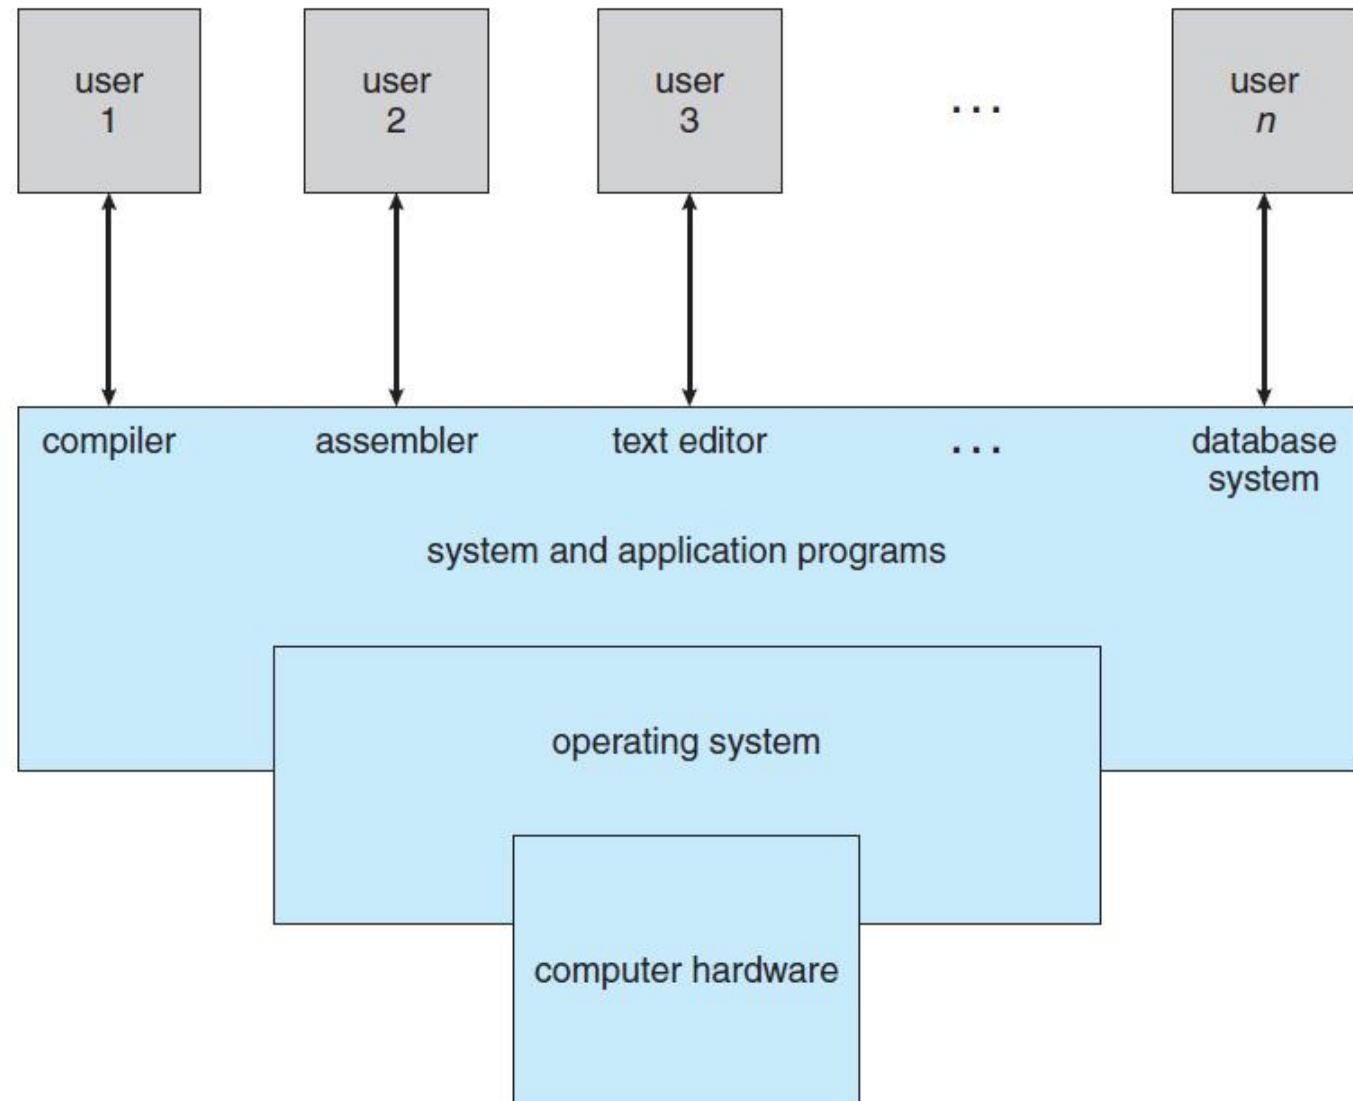 user
1
user
2
user
3
. . .
user
n
compiler
assembler
text editor
. . .
database
system
system and application programs
operating system
computer hardware